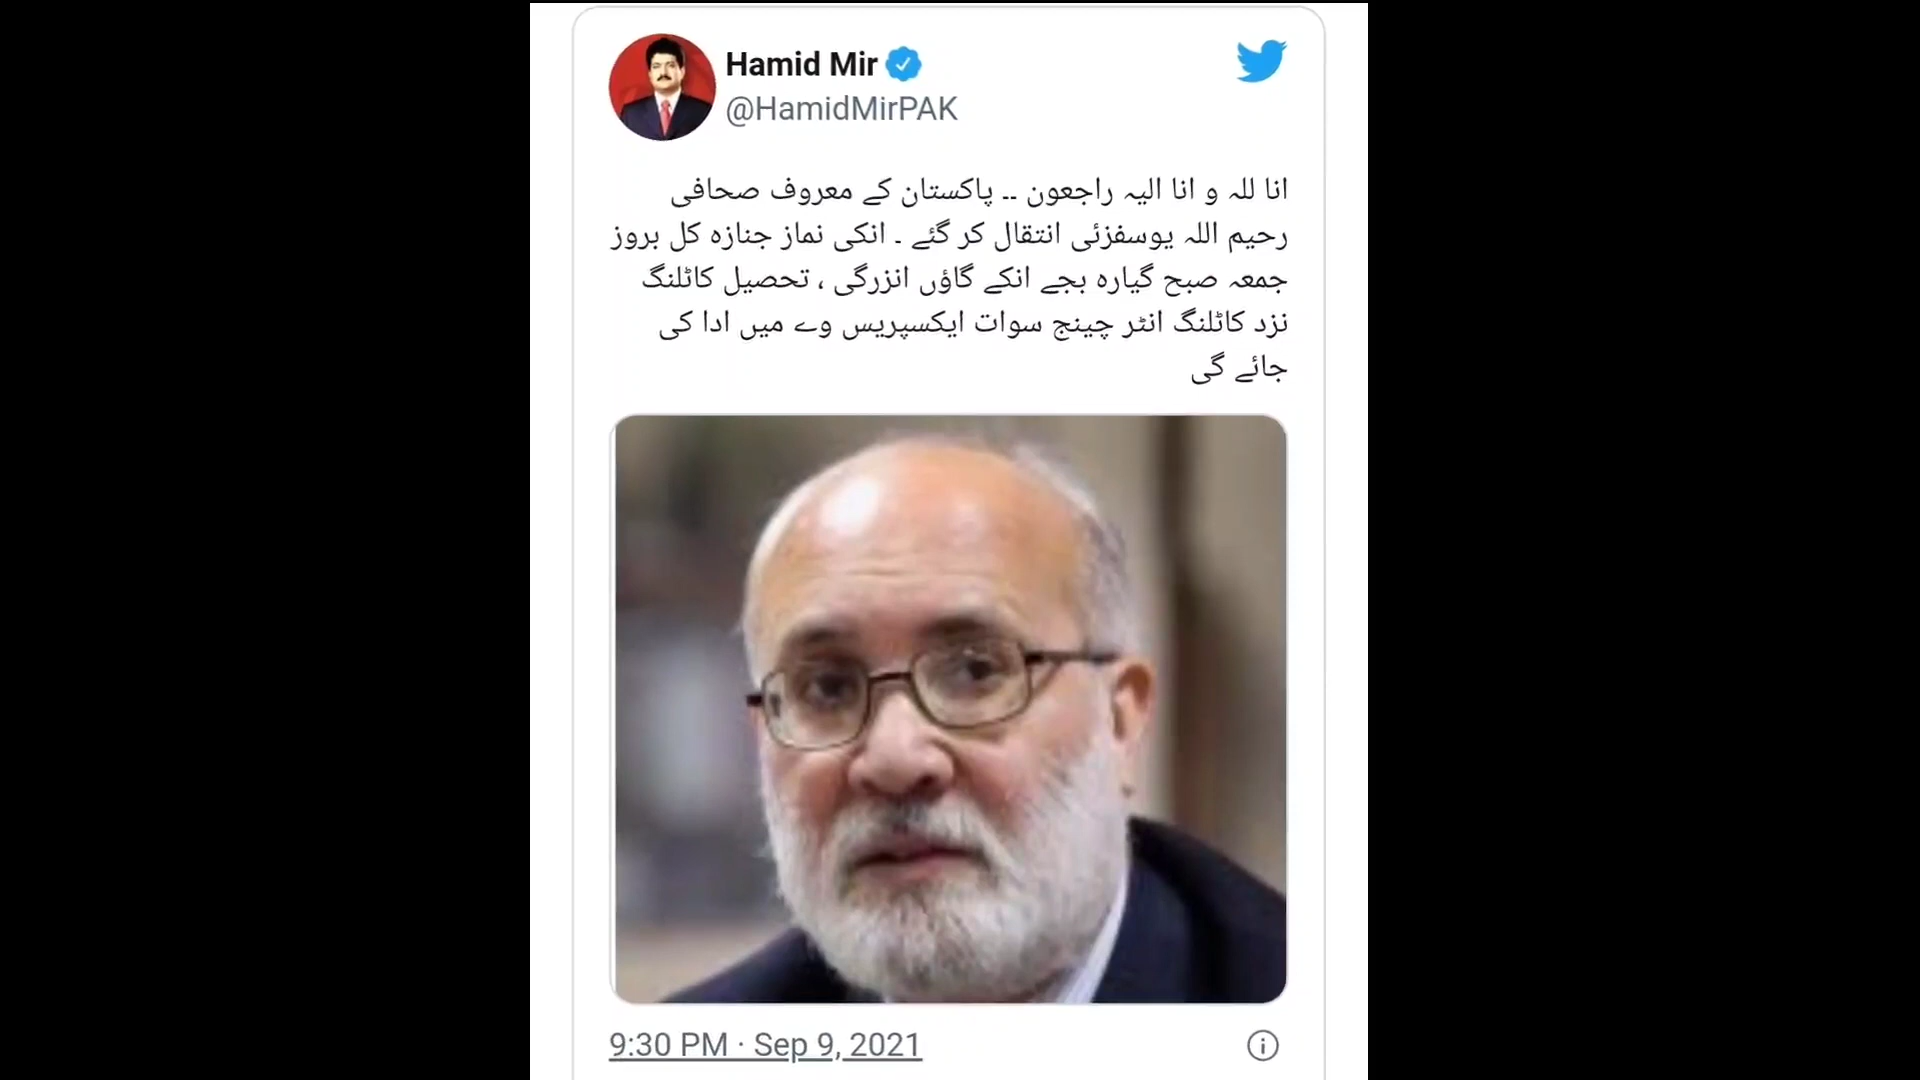 Hamid Mir
@HamidMirPAK
انا للہ و انا الیہ راجعون ۔۔ پاکستان کے معروف صحافی
رحیم اللہ یوسفزئی انتقال کر گئے ۔ انکی نماز جنازہ کل بروز
جمعہ صبح گیارہ بجے انکے گاؤں انزرگی ، تحصیل کاٹلنگ
نزد کاٹلنگ انٹر چینج سوات ایکسپریس وے میں ادا کی
جائے گی
9:30 PM · Sep 9, 2021